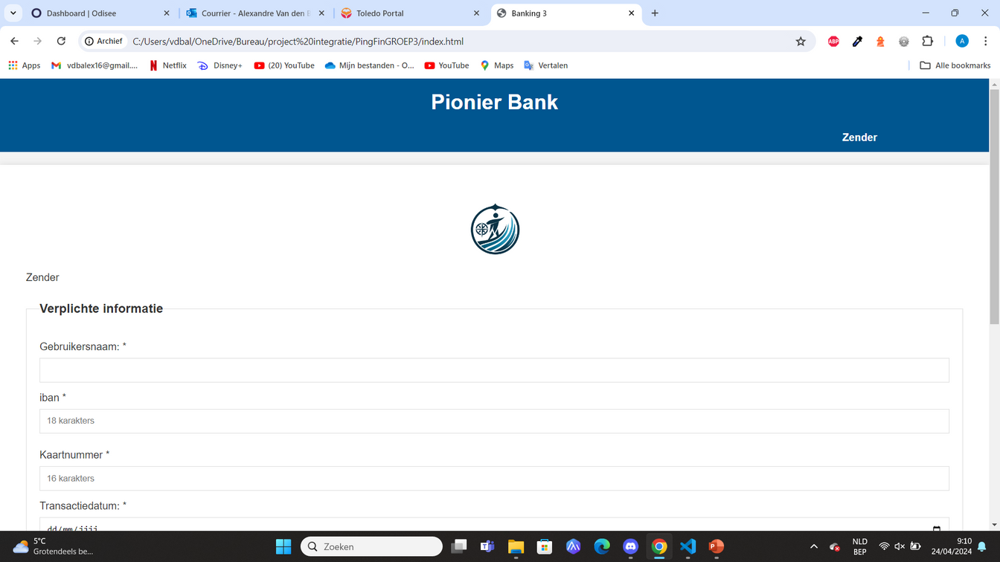 Dashboard | Odisee
Courrier - Alexandre Van den B
Toledo Portal
Banking 3
Archief
C:/Users/vdbal/OneDrive/Bureau/project%20integratie/PingFinGROEP3/index.html
ABP
A
Apps
vdbalex16@gmail....
Netflix
Disney+
(20) YouTube
Mijn bestanden - O...
YouTube
Maps
Vertalen
Alle bookmarks
Pionier Bank
Zender
Zender
Verplichte informatie
Gebruikersnaam: *
iban *
18 karakters
Kaartnummer *
16 karakters
Transactiedatum: *
dd/mm/jjjj
5°C
Grotendeels be...
Zoeken
NLD
BEP
9:10
24/04/2024